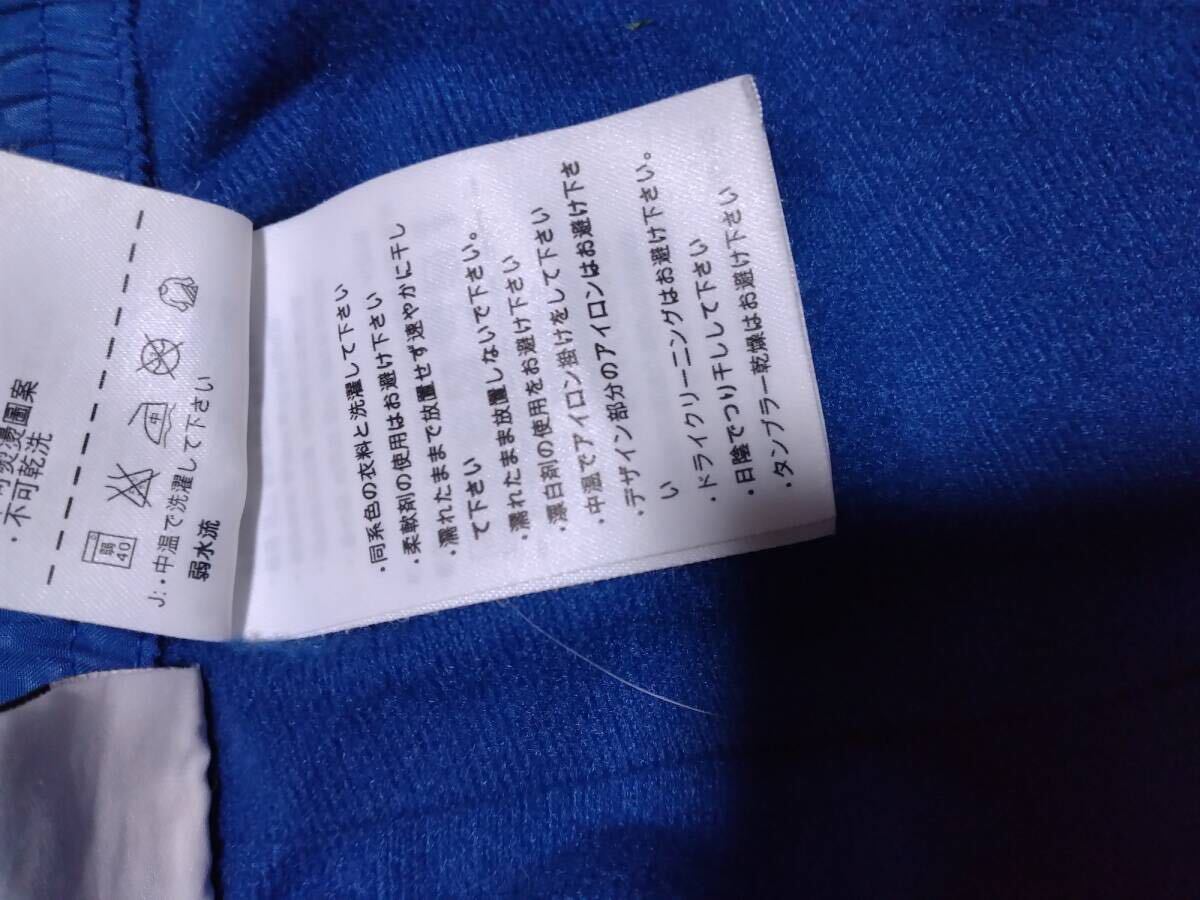 ・不可乾洗
弱
40
J:・中温で洗濯して下さい
弱水流
・同系色の衣料と洗濯して下さい
・柔軟剤の使用はお避け下さい
・濡れたままで放置せず速やかに干し
て下さい
・濡れたまま放置しないで下さい。
・漂白剤の使用をお避け下さい
・中温でアイロン掛けをして下さい
・デザイン部分のアイロンはお避け下さ
い
・ドライクリーニングはお避け下さい。
・日陰でつり干しして下さい
・タンブラー乾燥はお避け下さい